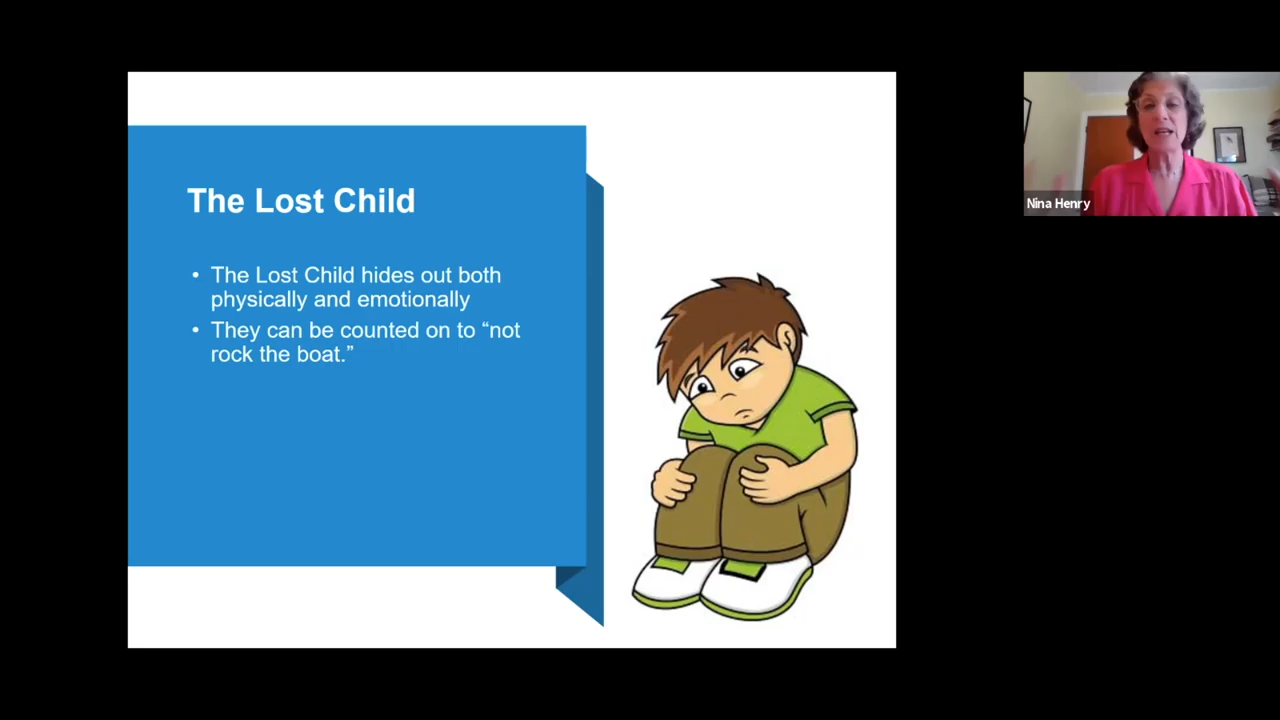 The Lost Child
• The Lost Child hides out both
physically and emotionally
• They can be counted on to “not
rock the boat.”
Nina Henry